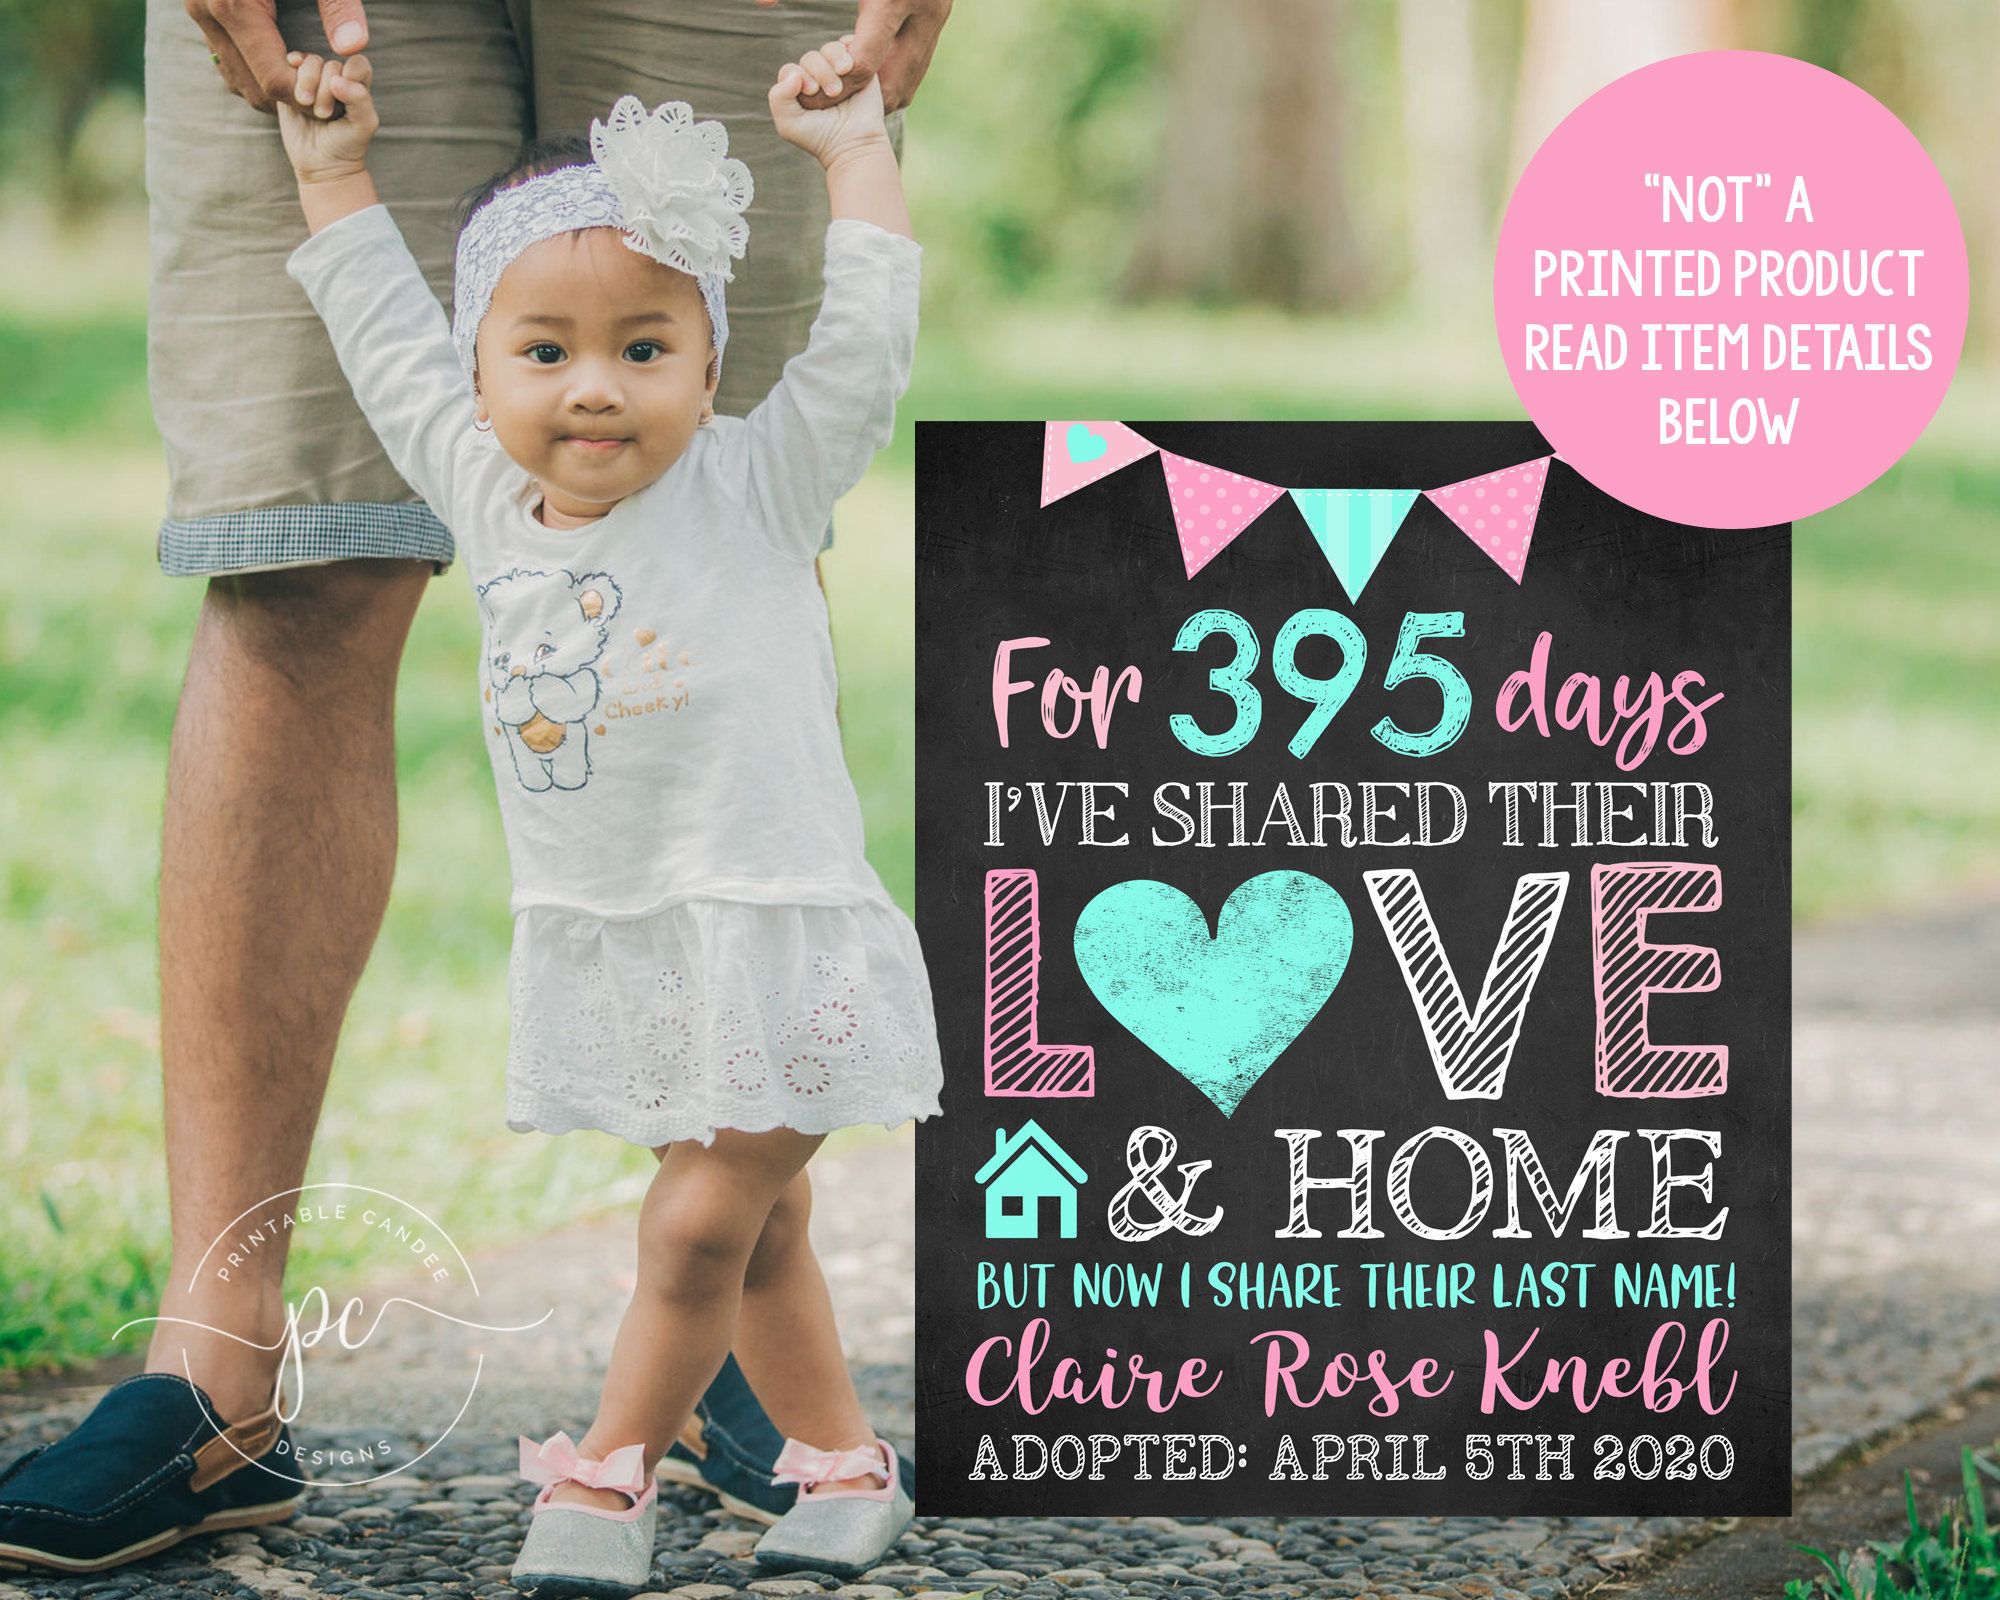 “NOT” A
PRINTED PRODUCT
READ ITEM DETAILS
BELOW
For 395 days
I'VE SHARED THEIR
LOVE
& HOME
BUT NOW I SHARE THEIR LAST NAME!
Claire Rose Knebl
ADOPTED: APRIL 5TH 2020
Cheeky!
PRINTABLE CANDEE
pc
DESIGNS